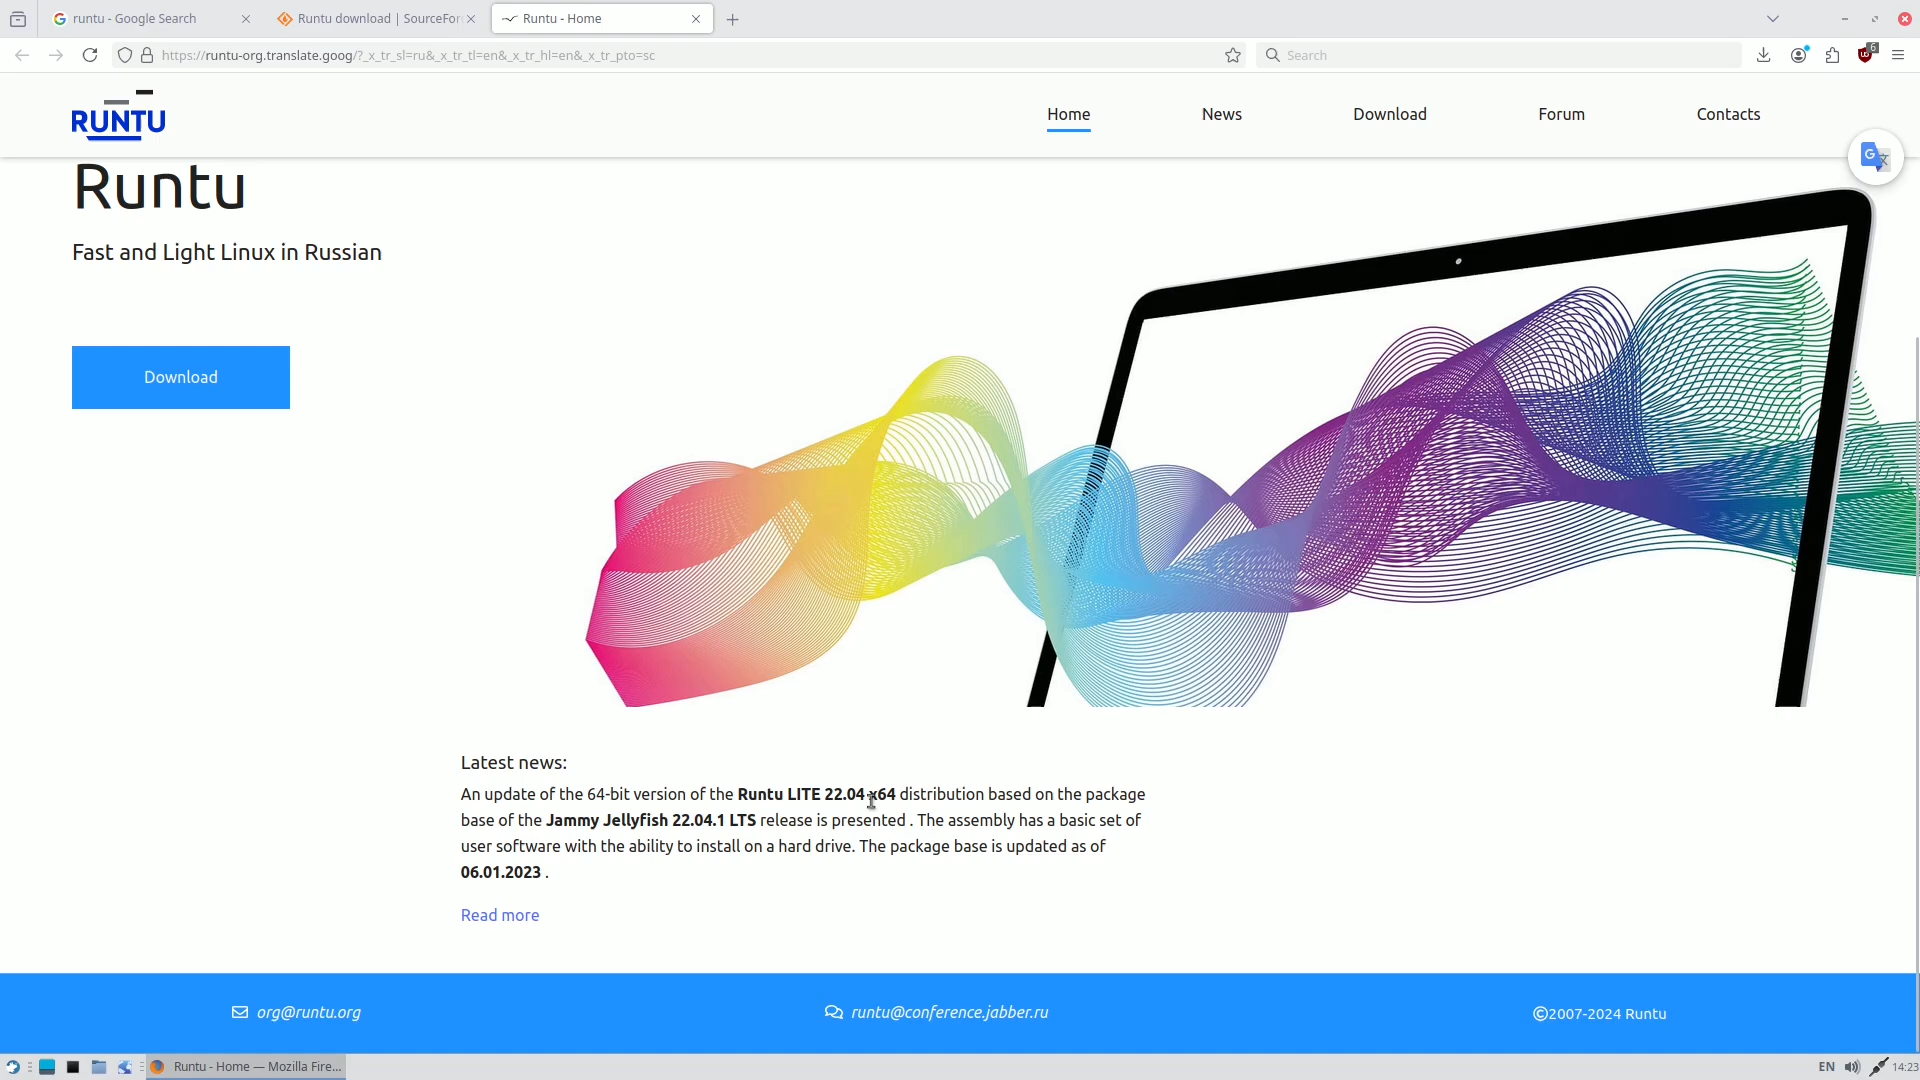 runtu - Google Search
Runtu download | SourceFor
Runtu - Home
https://runtu-org.translate.goog/?_x_tr_sl=ru&_x_tr_tl=en&_x_tr_hl=en&_x_tr_pto=sc
Search
6
RUNTU
Home
News
Download
Forum
Contacts
Runtu
Fast and Light Linux in Russian
Download
Latest news:
An update of the 64-bit version of the Runtu LITE 22.04 x64 distribution based on the package
base of the Jammy Jellyfish 22.04.1 LTS release is presented . The assembly has a basic set of
user software with the ability to install on a hard drive. The package base is updated as of
06.01.2023 .
Read more
org@runtu.org
runtu@conference.jabber.ru
©2007-2024 Runtu
Runtu - Home — Mozilla Fire...
EN
14:23